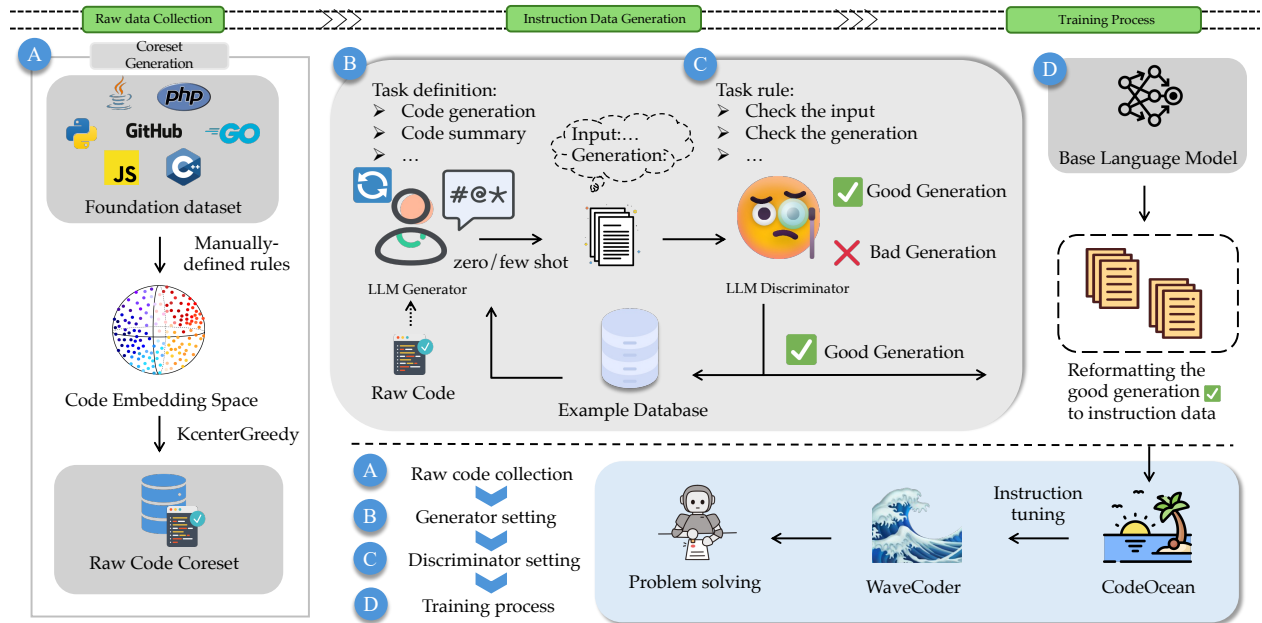 Raw data Collection
Instruction Data Generation
Training Process
A
Coreset
Generation
php
GitHub
GO
JS
C++
Foundation dataset
Manually-
defined rules
Code Embedding Space
KcenterGreedy
Raw Code Coreset
B
Task definition:
➢ Code generation
➢ Code summary
➢ …
#@*
zero/few shot
LLM Generator
Raw Code
Input:…
Generation:
C
Task rule:
➢ Check the input
➢ Check the generation
➢ …
Good Generation
Bad Generation
LLM Discriminator
Good Generation
Example Database
D
Base Language Model
Reformatting the
good generation
to instruction data
A
Raw code collection
B
Generator setting
C
Discriminator setting
D
Training process
Problem solving
WaveCoder
Instruction
tuning
CodeOcean